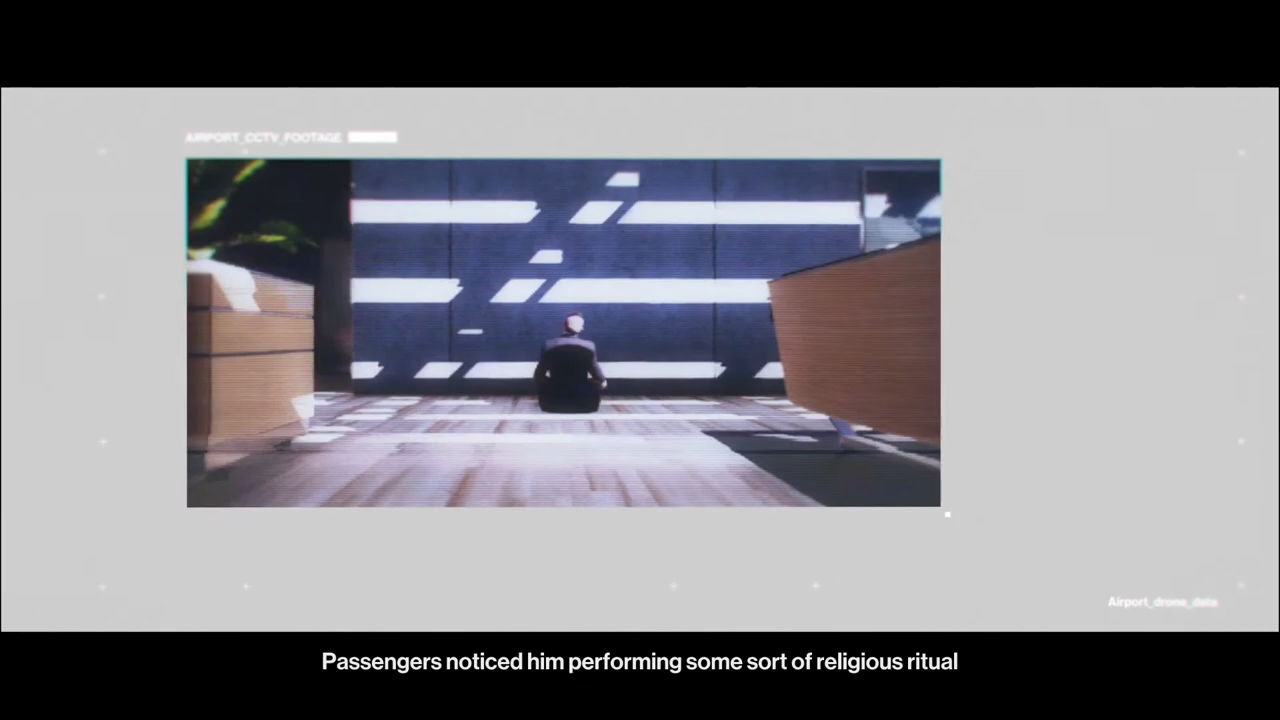 AIRPORT_CCTV_FOOTAGE
Airport_drone_data
Passengers noticed him performing some sort of religious ritual